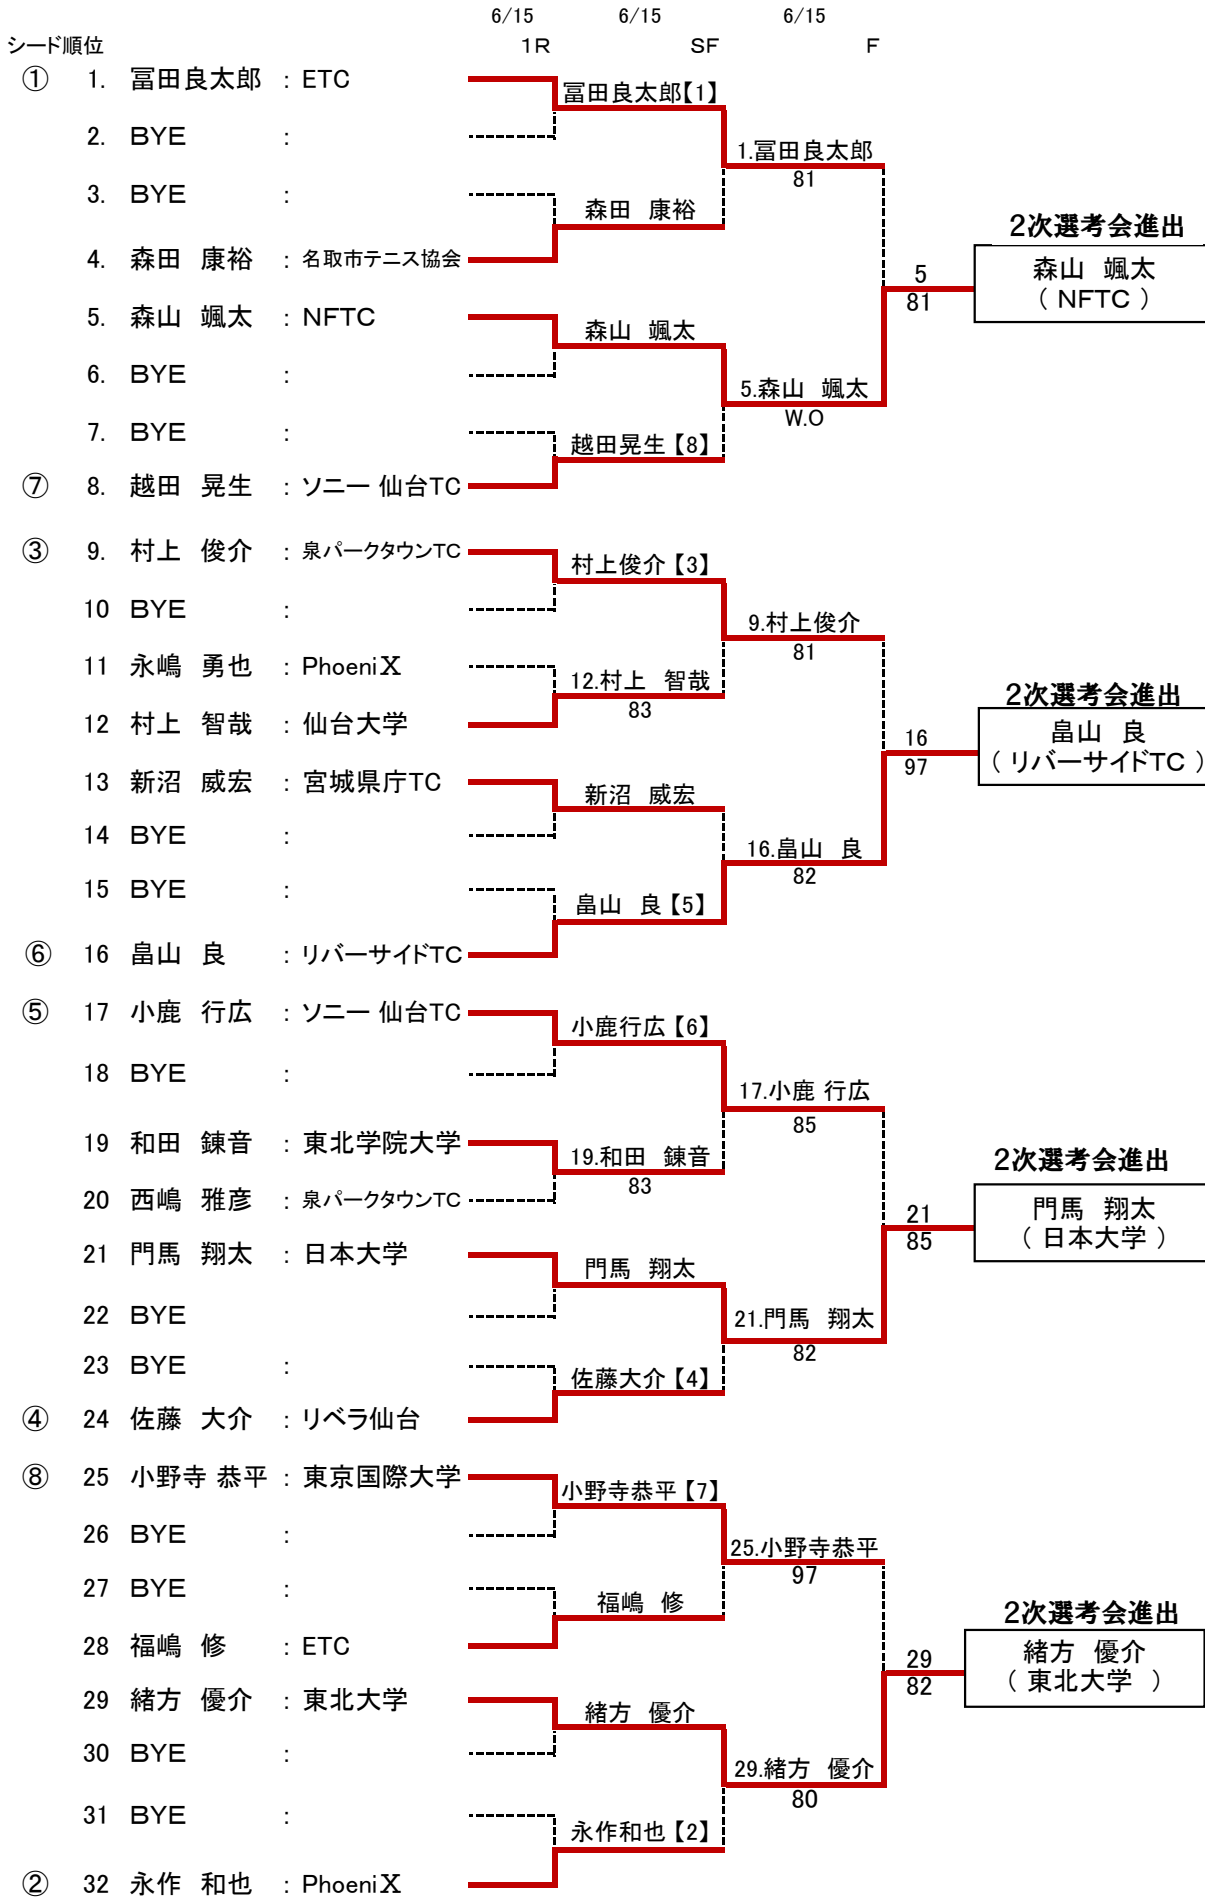 6/15 6/15 6/15
シード順位 1R SF F
① 1. 冨田良太郎 : ETC
冨田良太郎【1】
2. BYE :
1.冨田良太郎
81
3. BYE :
森田 康裕
2次選考会進出
4. 森田 康裕 : 名取市テニス協会
森山 颯太
5
( NFTC )
81
5. 森山 颯太 : NFTC
森山 颯太
6. BYE :
5.森山 颯太
W.O
7. BYE :
越田晃生【8】
⑦ 8. 越田 晃生 : ソニー 仙台TC
③ 9. 村上 俊介 : 泉パークタウンTC
村上俊介【3】
10 BYE :
9.村上俊介
81
11 永嶋 勇也 : PhoeniX
12.村上 智哉
83
2次選考会進出
12 村上 智哉 : 仙台大学
畠山 良
16
( リバーサイドTC )
97
13 新沼 威宏 : 宮城県庁TC
新沼 威宏
14 BYE :
16.畠山 良
82
15 BYE :
畠山 良【5】
⑥ 16 畠山 良 : リバーサイドTC
⑤ 17 小鹿 行広 : ソニー 仙台TC
小鹿行広【6】
18 BYE :
17.小鹿 行広
85
19 和田 錬音 : 東北学院大学
19.和田 錬音
2次選考会進出
83
20 西嶋 雅彦 : 泉パークタウンTC
門馬 翔太
21
( 日本大学 )
85
21 門馬 翔太 : 日本大学
門馬 翔太
22 BYE
21.門馬 翔太
82
23 BYE :
佐藤大介【4】
④ 24 佐藤 大介 : リベラ仙台
⑧ 25 小野寺 恭平 : 東京国際大学
小野寺恭平【7】
26 BYE :
25.小野寺恭平
97
27 BYE :
福嶋 修
2次選考会進出
28 福嶋 修 : ETC
緒方 優介
29
( 東北大学 )
82
29 緒方 優介 : 東北大学
緒方 優介
30 BYE :
29.緒方 優介
80
31 BYE :
永作和也【2】
② 32 永作 和也 : PhoeniX